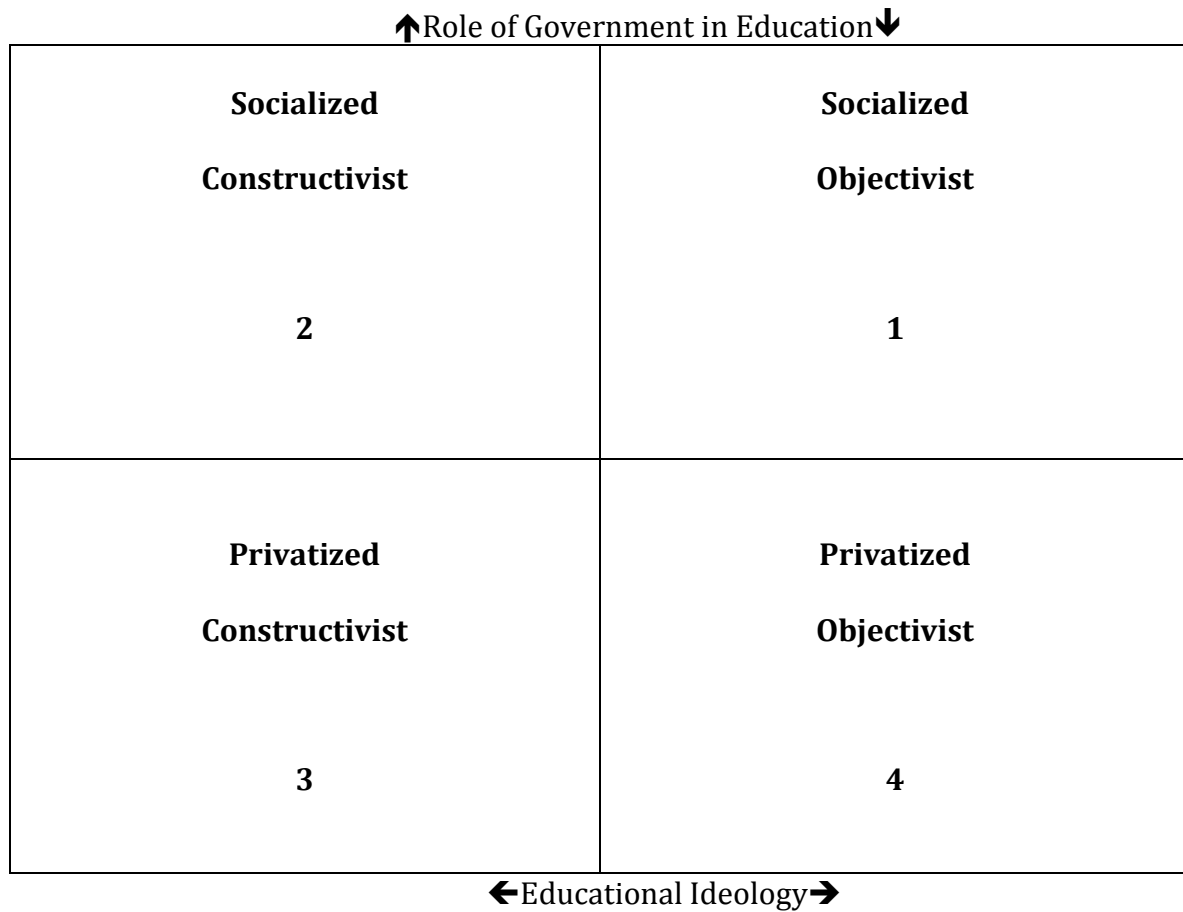 🡹Role of Government in Education🡻
Socialized
Constructivist
2
Socialized
Objectivist
1
Privatized
Constructivist
3
Privatized
Objectivist
4
🡸Educational Ideology🡺